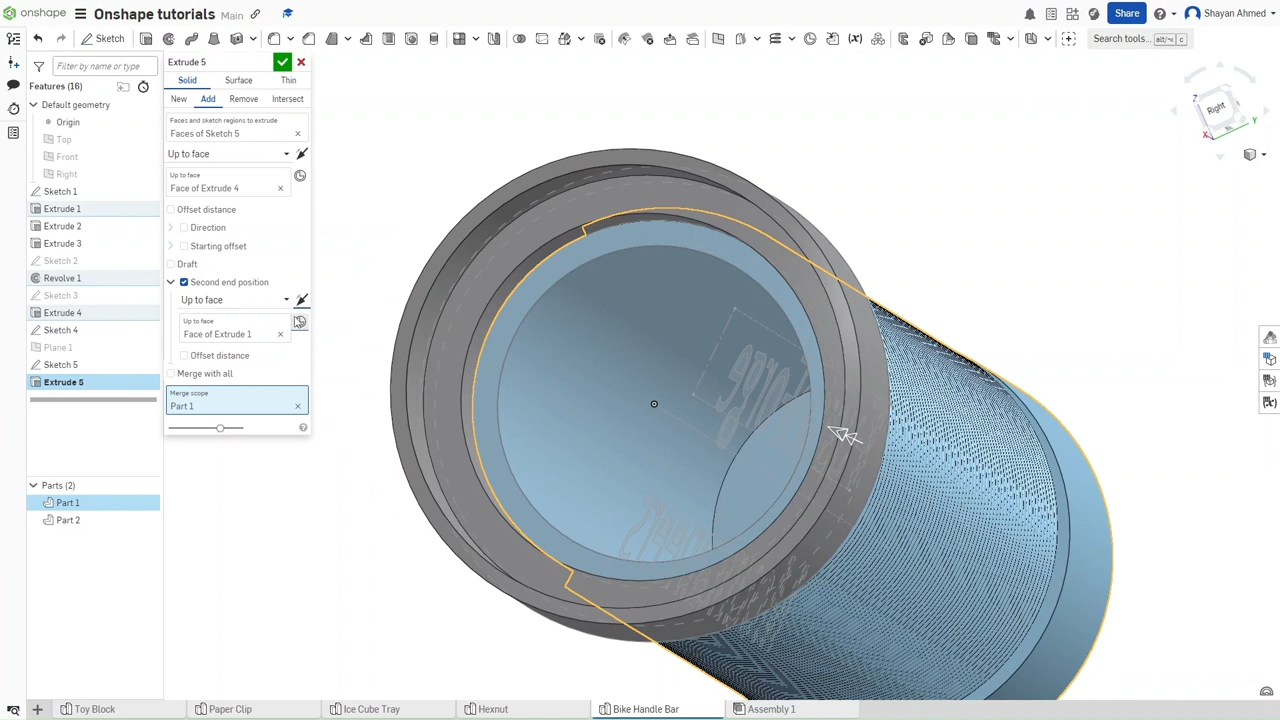 onshape Onshape tutorials Main Share Shayan Ahmed
Sketch Search tools... alt/⌥ c
Filter by name or type
Features (16)
Default geometry
Origin
Top
Front
Right
Sketch 1
Extrude 1
Extrude 2
Extrude 3
Sketch 2
Revolve 1
Sketch 3
Extrude 4
Sketch 4
Plane 1
Sketch 5
Extrude 5
Parts (2)
Part 1
Part 2
Extrude 5
Solid Surface Thin
New Add Remove Intersect
Faces and sketch regions to extrude
Faces of Sketch 5
Up to face
Up to face
Face of Extrude 4
Offset distance
Direction
Starting offset
Draft
Second end position
Up to face
Up to face
Face of Extrude 1
Offset distance
Merge with all
Merge scope
Part 1
Z
Right
X
Y
Toy Block Paper Clip Ice Cube Tray Hexnut Bike Handle Bar Assembly 1